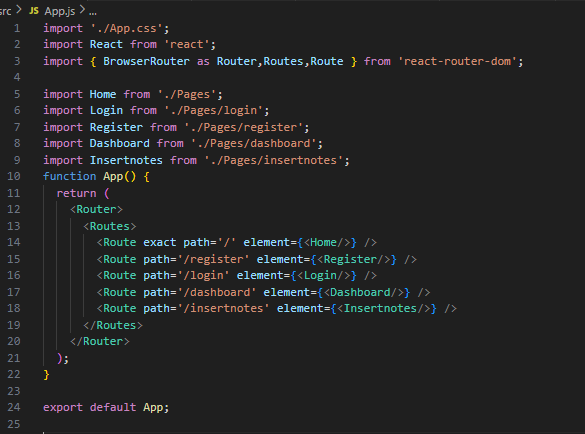 src > JS App.js > ...
1 import './App.css';
2 import React from 'react';
3 import { BrowserRouter as Router,Routes,Route } from 'react-router-dom';
4
5 import Home from './Pages';
6 import Login from './Pages/login';
7 import Register from './Pages/register';
8 import Dashboard from './Pages/dashboard';
9 import Insertnotes from './Pages/insertnotes';
10 function App() {
11   return (
12     <Router>
13       <Routes>
14         <Route exact path='/' element={<Home/>} />
15         <Route path='/register' element={<Register/>} />
16         <Route path='/login' element={<Login/>} />
17         <Route path='/dashboard' element={<Dashboard/>} />
18         <Route path='/insertnotes' element={<Insertnotes/>} />
19       </Routes>
20     </Router>
21   );
22 }
23
24 export default App;
25